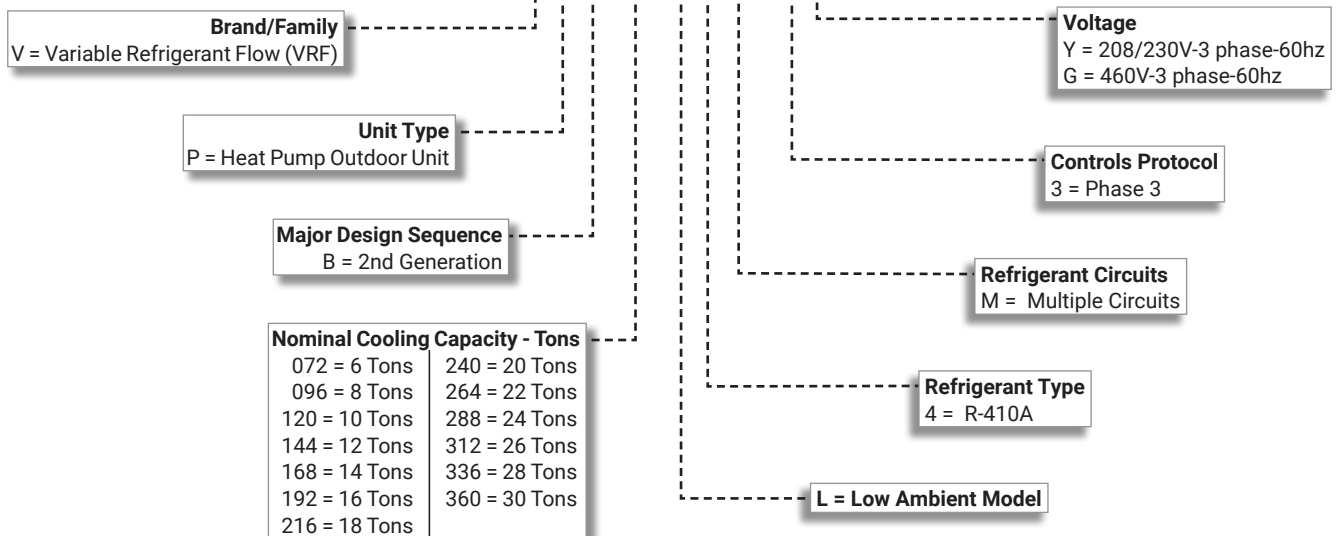 Brand/Family
V = Variable Refrigerant Flow (VRF)
Unit Type
P = Heat Pump Outdoor Unit
Major Design Sequence
B = 2nd Generation
Nominal Cooling Capacity - Tons
072 = 6 Tons
096 = 8 Tons
120 = 10 Tons
144 = 12 Tons
168 = 14 Tons
192 = 16 Tons
216 = 18 Tons
240 = 20 Tons
264 = 22 Tons
288 = 24 Tons
312 = 26 Tons
336 = 28 Tons
360 = 30 Tons
Voltage
Y = 208/230V-3 phase-60hz
G = 460V-3 phase-60hz
Controls Protocol
3 = Phase 3
Refrigerant Circuits
M = Multiple Circuits
Refrigerant Type
4 = R-410A
L = Low Ambient Model